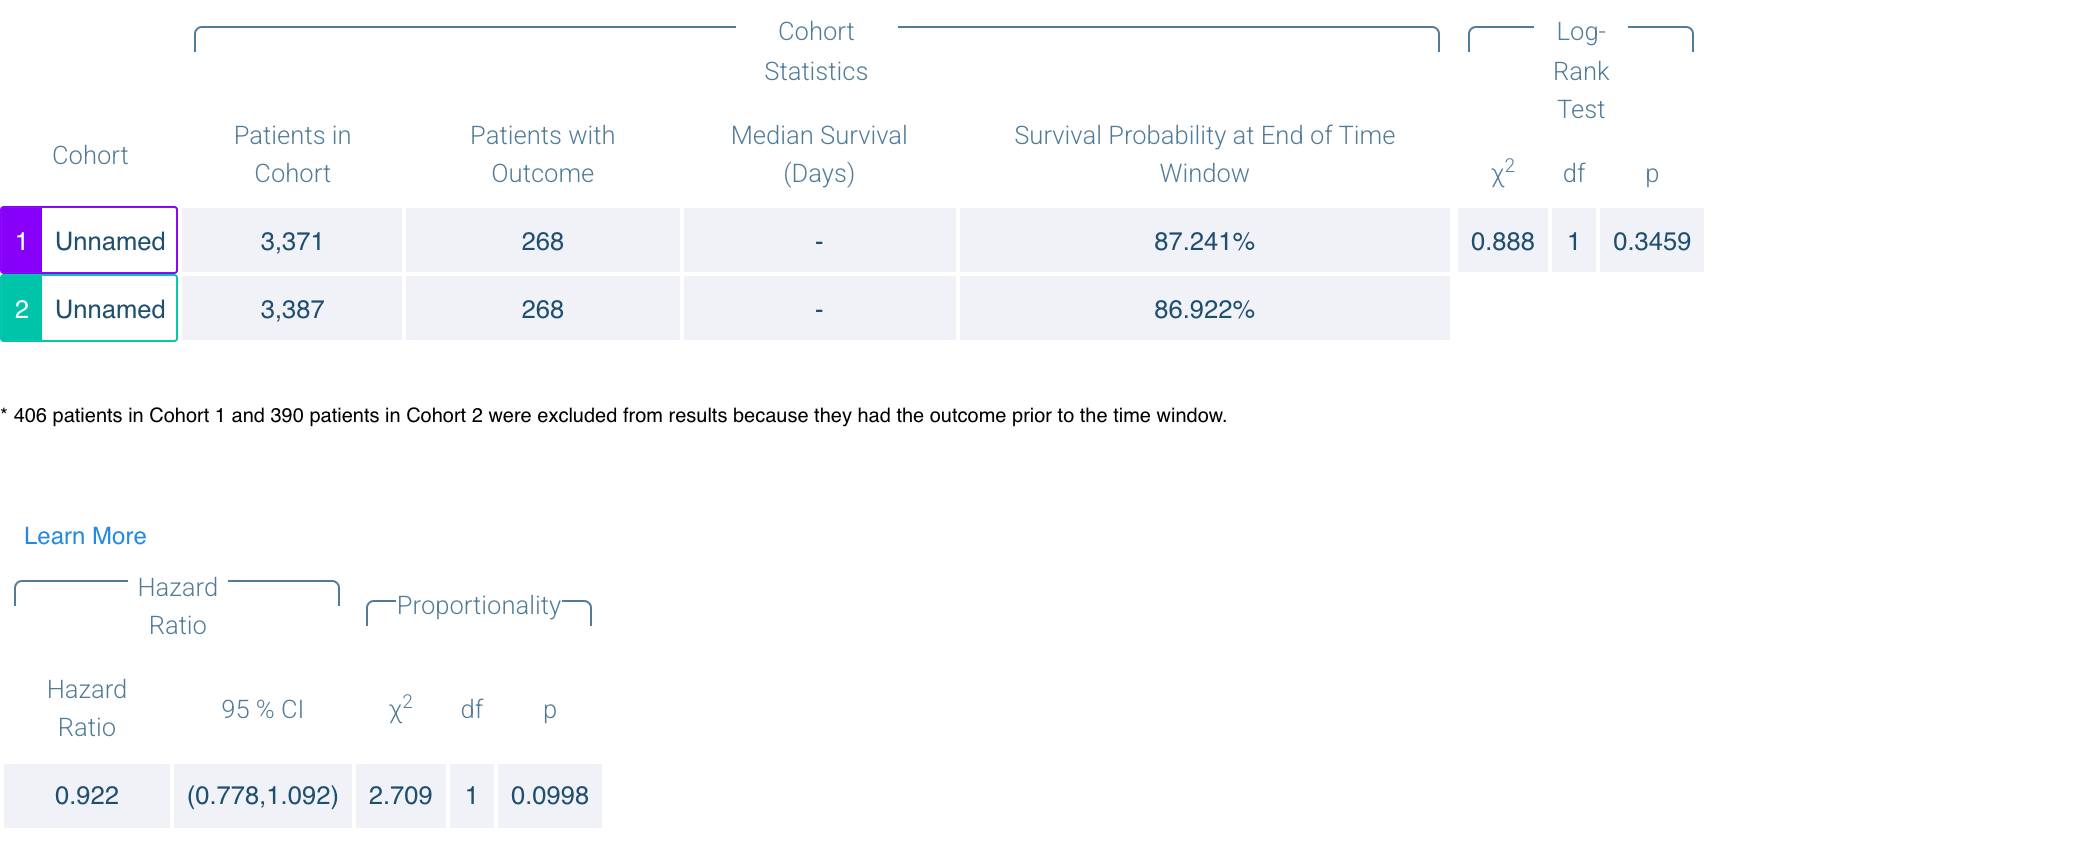 Cohort
Statistics
Log-
Rank
Test
Cohort
Patients in
Cohort
Patients with
Outcome
Median Survival
(Days)
Survival Probability at End of Time
Window
χ2 df p
1 Unnamed 3,371 268 - 87.241% 0.888 1 0.3459
2 Unnamed 3,387 268 - 86.922%
* 406 patients in Cohort 1 and 390 patients in Cohort 2 were excluded from results because they had the outcome prior to the time window.
Learn More
Hazard
Ratio
Proportionality
Hazard
Ratio
95 % CI χ2 df p
0.922 (0.778,1.092) 2.709 1 0.0998